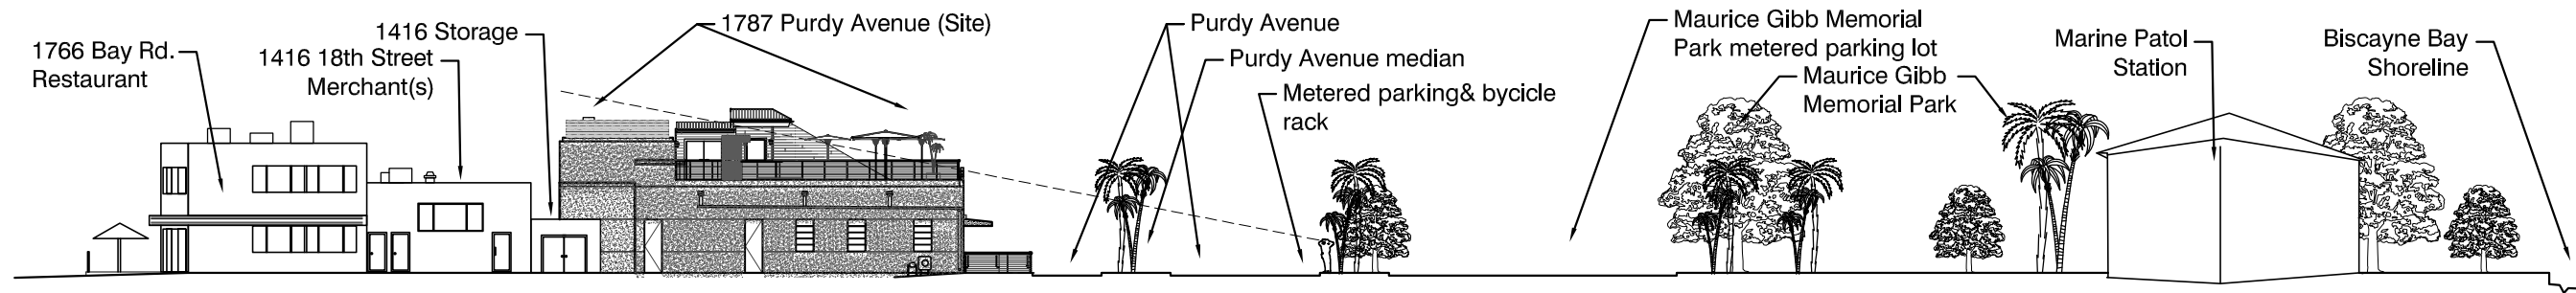 1766 Bay Rd.
Restaurant
1416 18th Street
Merchant(s)
1416 Storage
1787 Purdy Avenue (Site)
Purdy Avenue
Purdy Avenue median
Metered parking& bycicle
rack
Maurice Gibb Memorial
Park metered parking lot
Maurice Gibb
Memorial Park
Marine Patol
Station
Biscayne Bay
Shoreline